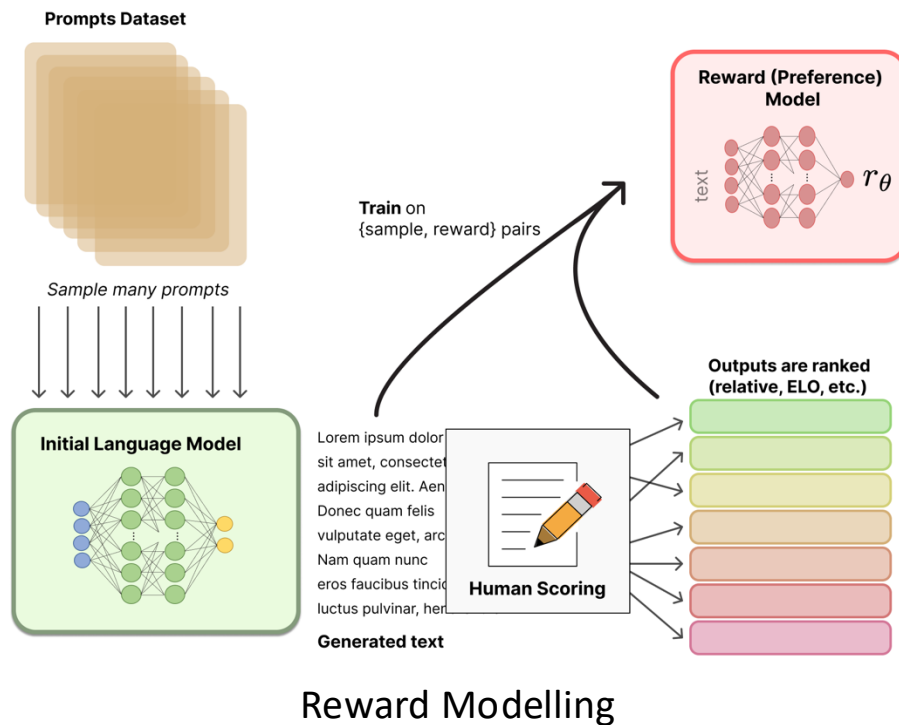 Prompts Dataset
Sample many prompts
Initial Language Model
Train on
{sample, reward} pairs
Reward (Preference)
Model
text
r_θ
Lorem ipsum dolor
sit amet, consectet
adipiscing elit. Aen
Donec quam felis
vulputate eget, arc
Nam quam nunc
eros faucibus tincid
luctus pulvinar, hen
Generated text
Human Scoring
Outputs are ranked
(relative, ELO, etc.)
Reward Modelling